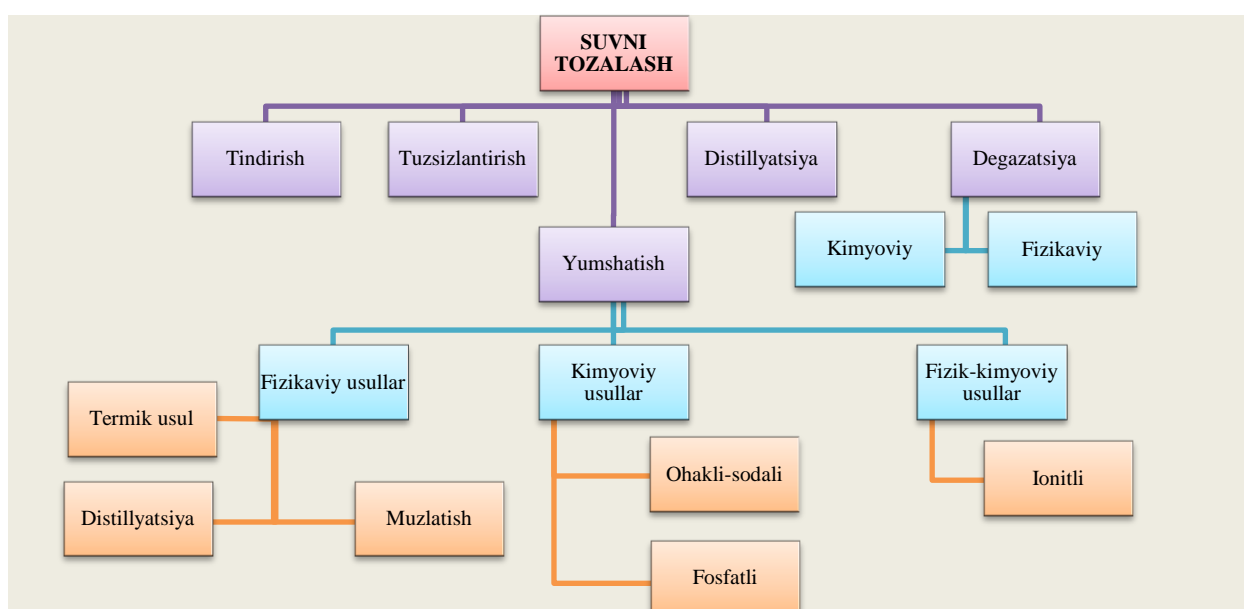 SUVNI
TOZALASH
Tindirish
Tuzsizlantirish
Distillyatsiya
Degazatsiya
Kimyoviy
Fizikaviy
Yumshatish
Fizikaviy usullar
Kimyoviy
usullar
Fizik-kimyoviy
usullar
Termik usul
Ohakli-sodali
Ionitli
Distillyatsiya
Muzlatish
Fosfatli